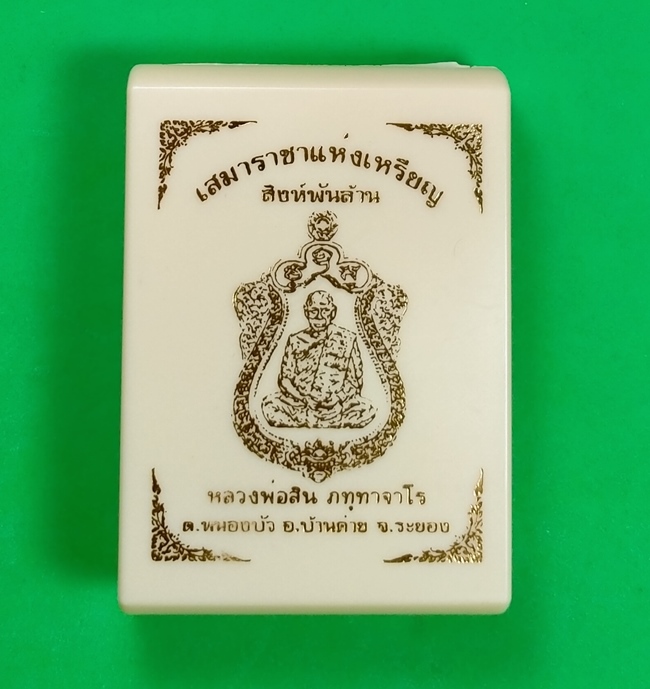 เสมาราชาแห่งเหรียญ
สิงห์พันล้าน
หลวงพ่อสิน ภทฺทาจาโร
ต.หนองบัว อ.บ้านค่าย จ.ระยอง